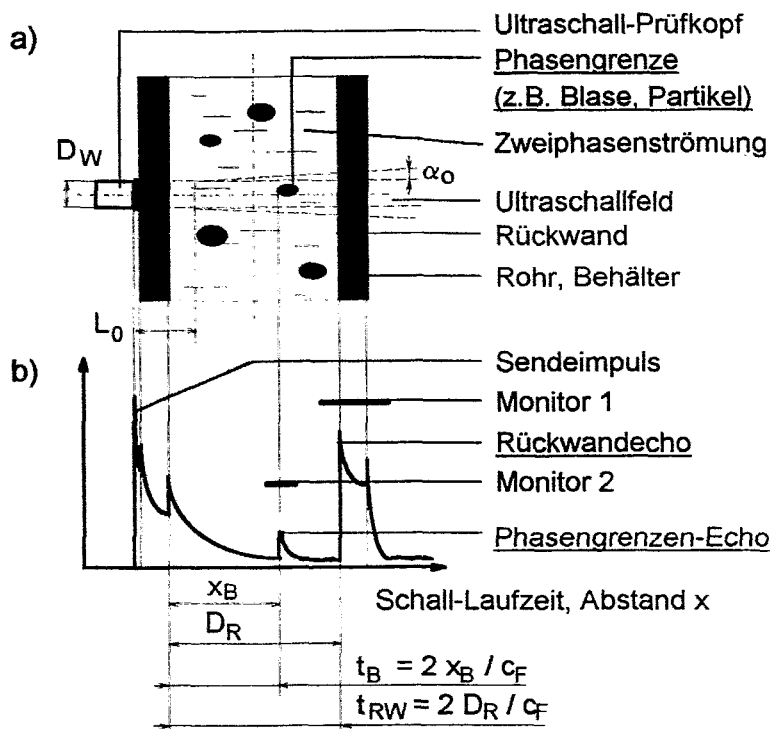 a)
Ultraschall-Prüfkopf
Phasengrenze
(z.B. Blase, Partikel)
Zweiphasenströmung
D_W
α_o
Ultraschallfeld
Rückwand
Rohr, Behälter
L_0
b)
Sendeimpuls
Monitor 1
Rückwandecho
Monitor 2
Phasengrenzen-Echo
x_B
Schall-Laufzeit, Abstand x
D_R
t_B = 2 x_B / c_F
t_RW = 2 D_R / c_F